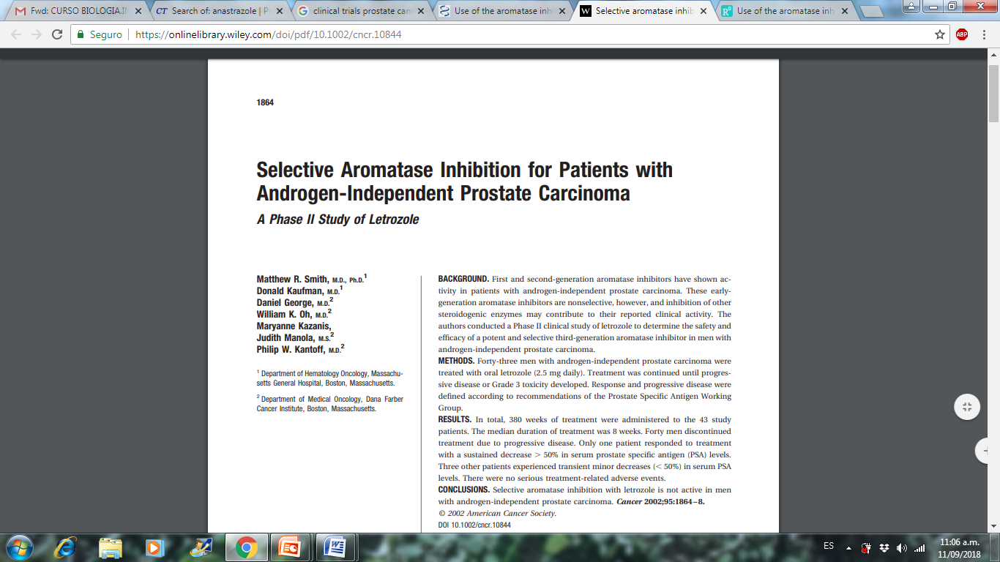 Fwd: CURSO BIOLOGIA.I
Search of: anastrazole | P
clinical trials prostate can
Use of the aromatase inh
Selective aromatase inhib
Use of the aromatase inh
Seguro
https://onlinelibrary.wiley.com/doi/pdf/10.1002/cncr.10844
ABP
1864
Selective Aromatase Inhibition for Patients with
Androgen-Independent Prostate Carcinoma
A Phase II Study of Letrozole
Matthew R. Smith, M.D., Ph.D.1
Donald Kaufman, M.D.1
Daniel George, M.D.2
William K. Oh, M.D.2
Maryanne Kazanis,
Judith Manola, M.S.2
Philip W. Kantoff, M.D.2
1 Department of Hematology Oncology, Massachu-
setts General Hospital, Boston, Massachusetts.
2 Department of Medical Oncology, Dana Farber
Cancer Institute, Boston, Massachusetts.
BACKGROUND. First and second-generation aromatase inhibitors have shown ac-
tivity in patients with androgen-independent prostate carcinoma. These early-
generation aromatase inhibitors are nonselective, however, and inhibition of other
steroidogenic enzymes may contribute to their reported clinical activity. The
authors conducted a Phase II clinical study of letrozole to determine the safety and
efficacy of a potent and selective third-generation aromatase inhibitor in men with
androgen-independent prostate carcinoma.
METHODS. Forty-three men with androgen-independent prostate carcinoma were
treated with oral letrozole (2.5 mg daily). Treatment was continued until progres-
sive disease or Grade 3 toxicity developed. Response and progressive disease were
defined according to recommendations of the Prostate Specific Antigen Working
Group.
RESULTS. In total, 380 weeks of treatment were administered to the 43 study
patients. The median duration of treatment was 8 weeks. Forty men discontinued
treatment due to progressive disease. Only one patient responded to treatment
with a sustained decrease > 50% in serum prostate specific antigen (PSA) levels.
Three other patients experienced transient minor decreases (< 50%) in serum PSA
levels. There were no serious treatment-related adverse events.
CONCLUSIONS. Selective aromatase inhibition with letrozole is not active in men
with androgen-independent prostate carcinoma. Cancer 2002;95:1864–8.
© 2002 American Cancer Society.
DOI 10.1002/cncr.10844
ES
11:06 a.m.
11/09/2018